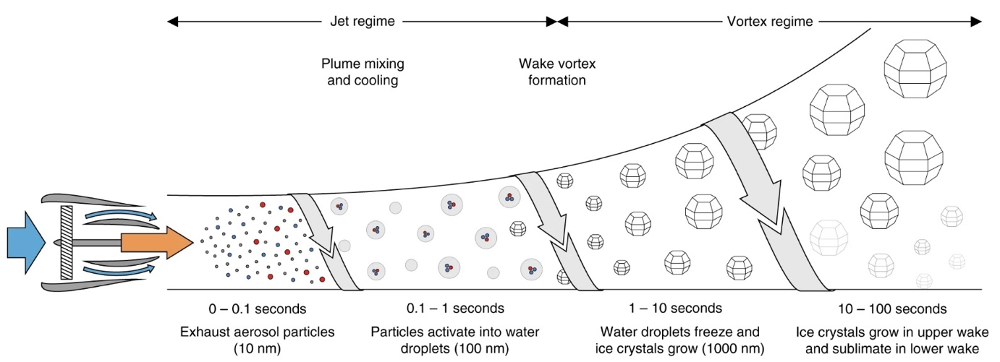 Jet regime
Vortex regime
Plume mixing
and cooling
Wake vortex
formation
0 – 0.1 seconds
Exhaust aerosol particles
(10 nm)
0.1 – 1 seconds
Particles activate into water
droplets (100 nm)
1 – 10 seconds
Water droplets freeze and
ice crystals grow (1000 nm)
10 – 100 seconds
Ice crystals grow in upper wake
and sublimate in lower wake